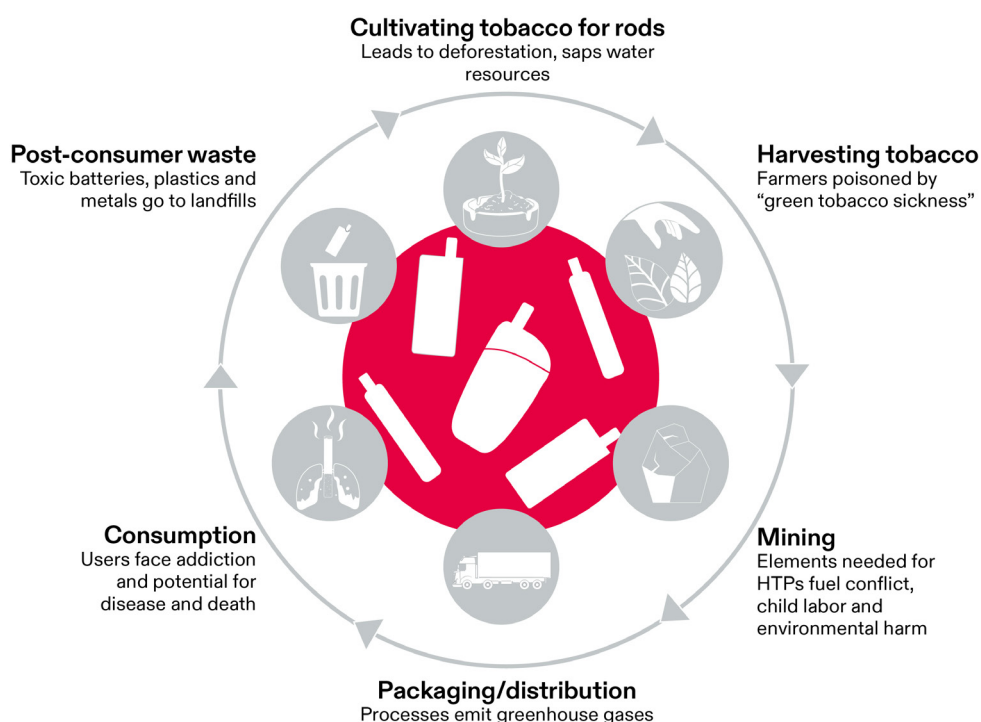 Cultivating tobacco for rods
Leads to deforestation, saps water
resources
Harvesting tobacco
Farmers poisoned by
“green tobacco sickness”
Mining
Elements needed for
HTPs fuel conflict,
child labor and
environmental harm
Packaging/distribution
Processes emit greenhouse gases
Consumption
Users face addiction
and potential for
disease and death
Post-consumer waste
Toxic batteries, plastics and
metals go to landfills